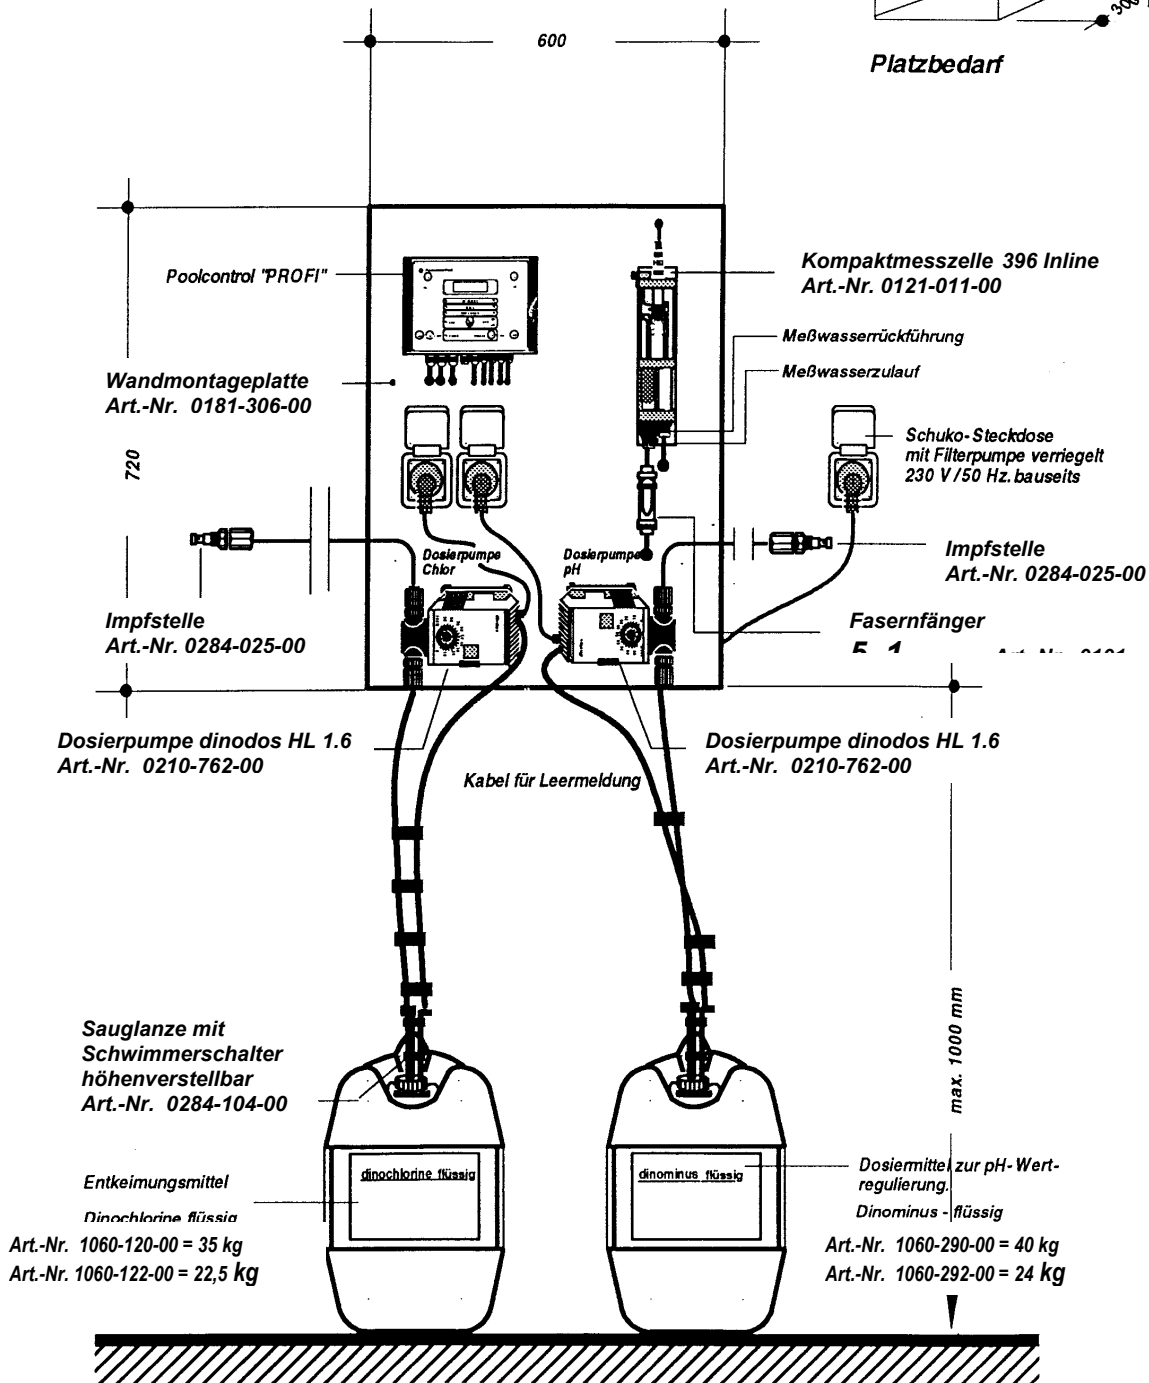 300
600
Platzbedarf
Poolcontrol "PROFI"
Kompaktmesszelle 396 Inline
Art.-Nr. 0121-011-00
Meßwasserrückführung
Meßwasserzulauf
Wandmontageplatte
Art.-Nr. 0181-306-00
720
Schuko-Steckdose
mit Filterpumpe verriegelt
230 V / 50 Hz. bauseits
Dosierpumpe
Chlor
Dosierpumpe
pH
Impfstelle
Art.-Nr. 0284-025-00
Impfstelle
Art.-Nr. 0284-025-00
Fasernfänger
Dosierpumpe dinodos HL 1.6
Art.-Nr. 0210-762-00
Dosierpumpe dinodos HL 1.6
Art.-Nr. 0210-762-00
Kabel für Leermeldung
max. 1000 mm
Sauglanze mit
Schwimmerschalter
höhenverstellbar
Art.-Nr. 0284-104-00
dinochlorine flüssig
dinominus flüssig
Entkeimungsmittel
Dinochlorine flüssig
Art.-Nr. 1060-120-00 = 35 kg
Art.-Nr. 1060-122-00 = 22,5 kg
Dosiermittel zur pH-Wert-
regulierung.
Dinominus - flüssig
Art.-Nr. 1060-290-00 = 40 kg
Art.-Nr. 1060-292-00 = 24 kg